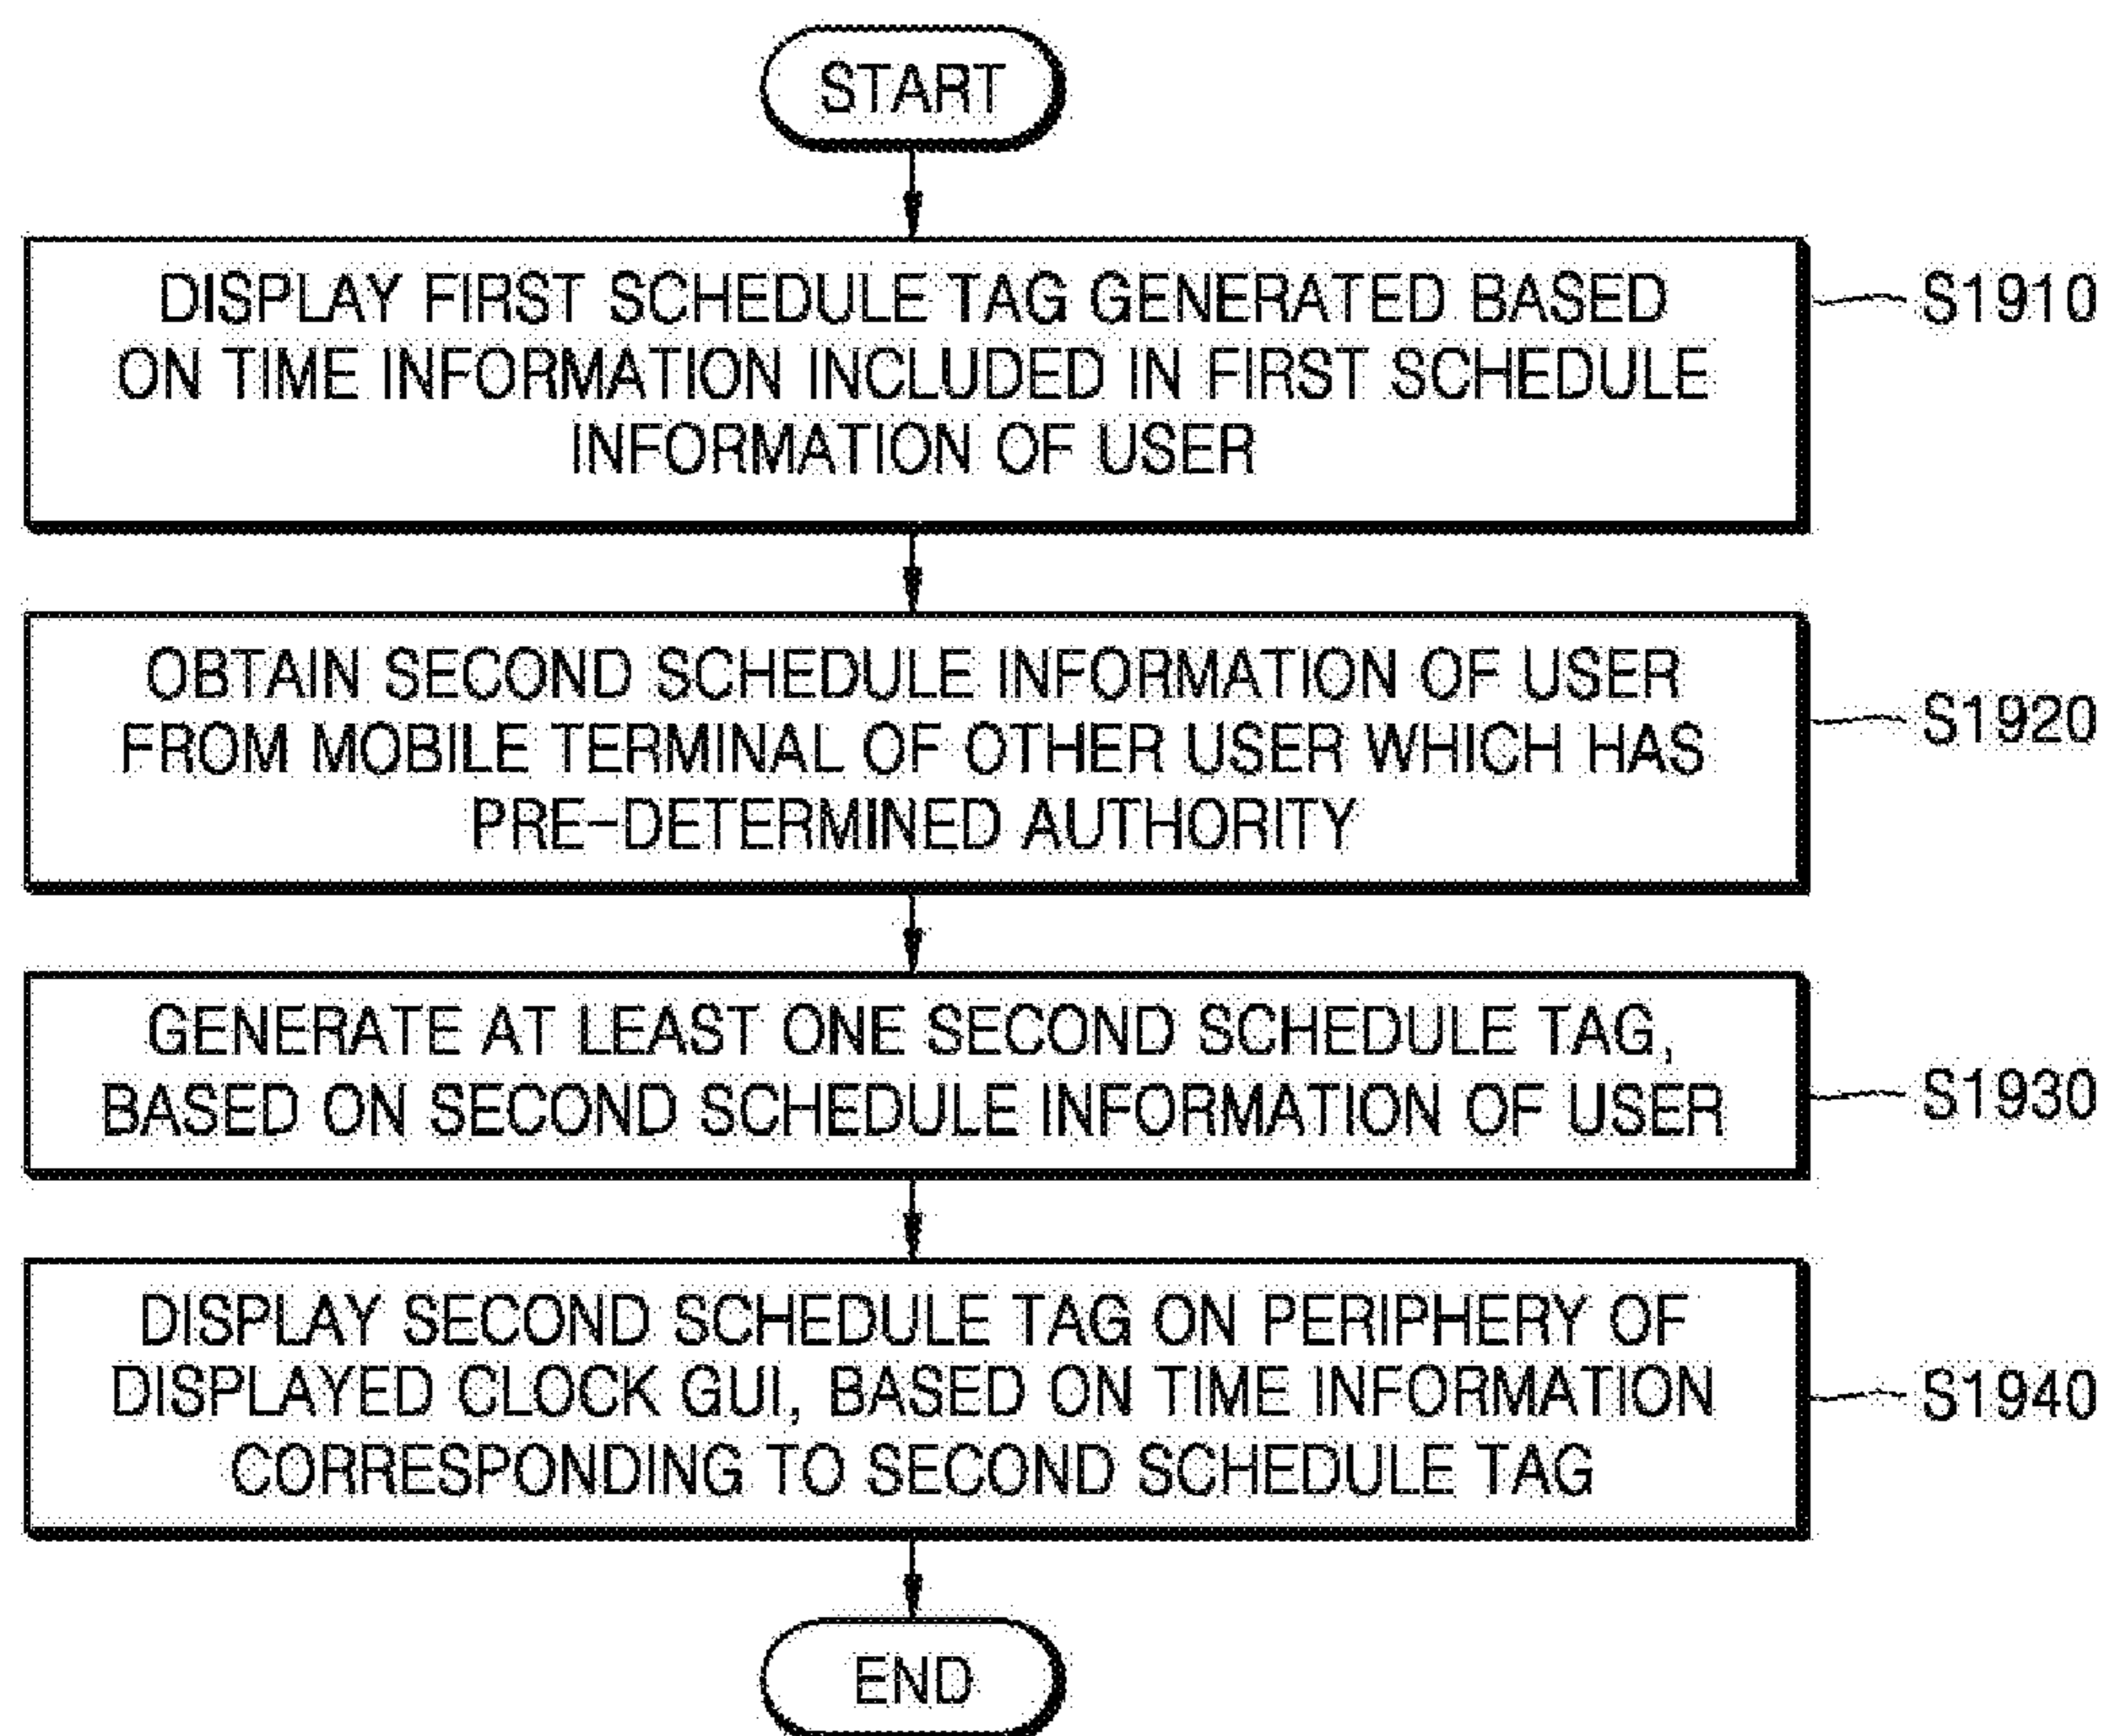 START
DISPLAY FIRST SCHEDULE TAG GENERATED BASED
ON TIME INFORMATION INCLUDED IN FIRST SCHEDULE
INFORMATION OF USER
S1910
OBTAIN SECOND SCHEDULE INFORMATION OF USER
FROM MOBILE TERMINAL OF OTHER USER WHICH HAS
PRE-DETERMINED AUTHORITY
S1920
GENERATE AT LEAST ONE SECOND SCHEDULE TAG,
BASED ON SECOND SCHEDULE INFORMATION OF USER
S1930
DISPLAY SECOND SCHEDULE TAG ON PERIPHERY OF
DISPLAYED CLOCK GUI, BASED ON TIME INFORMATION
CORRESPONDING TO SECOND SCHEDULE TAG
S1940
END